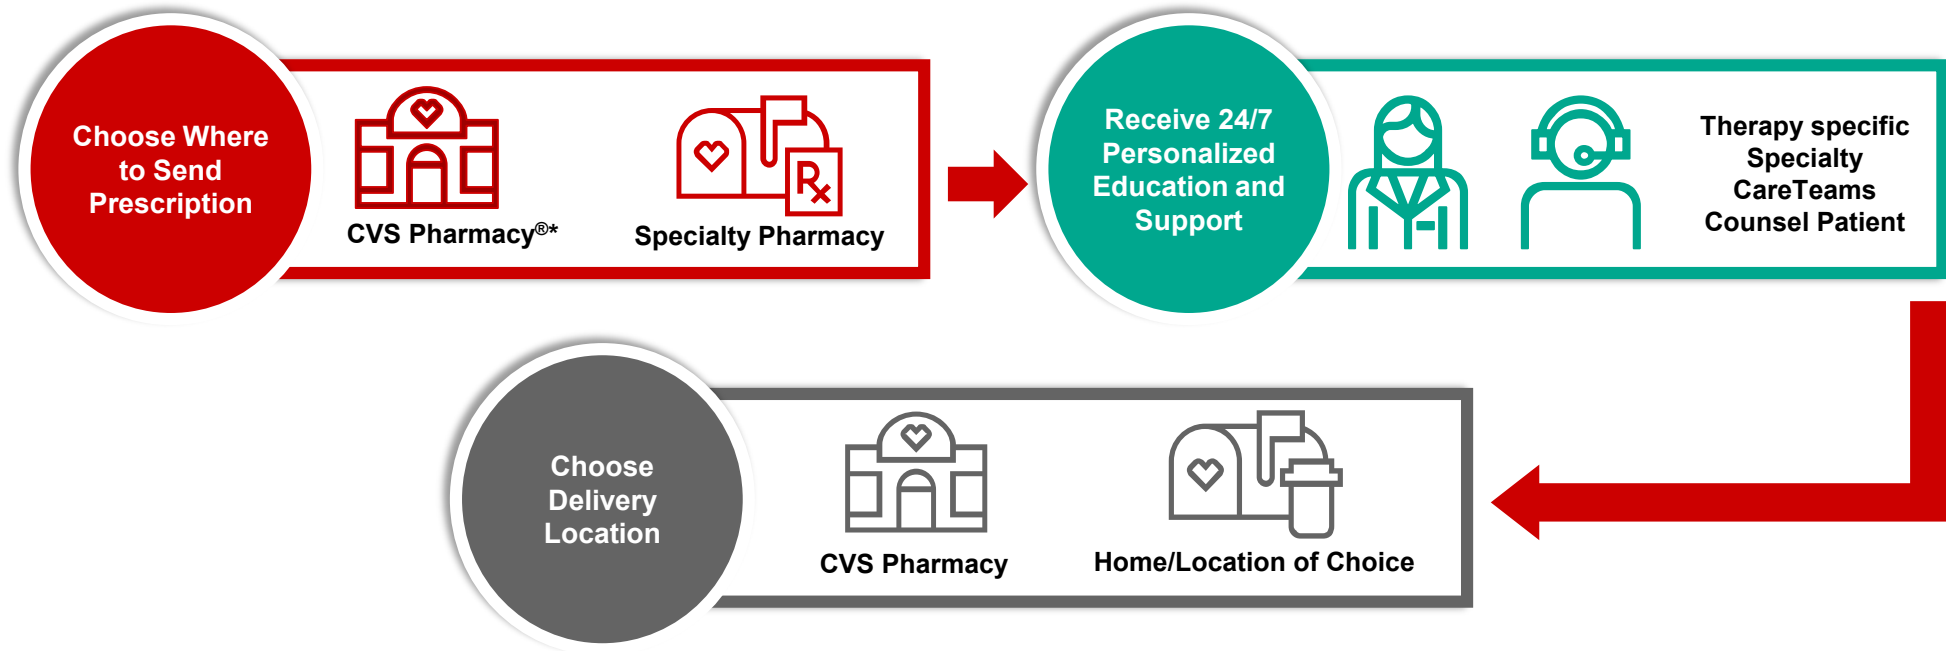 Choose Where
to Send
Prescription
CVS Pharmacy®*
Rx
Specialty Pharmacy
Receive 24/7
Personalized
Education and
Support
Therapy specific
Specialty
CareTeams
Counsel Patient
Choose
Delivery
Location
CVS Pharmacy
Home/Location of Choice